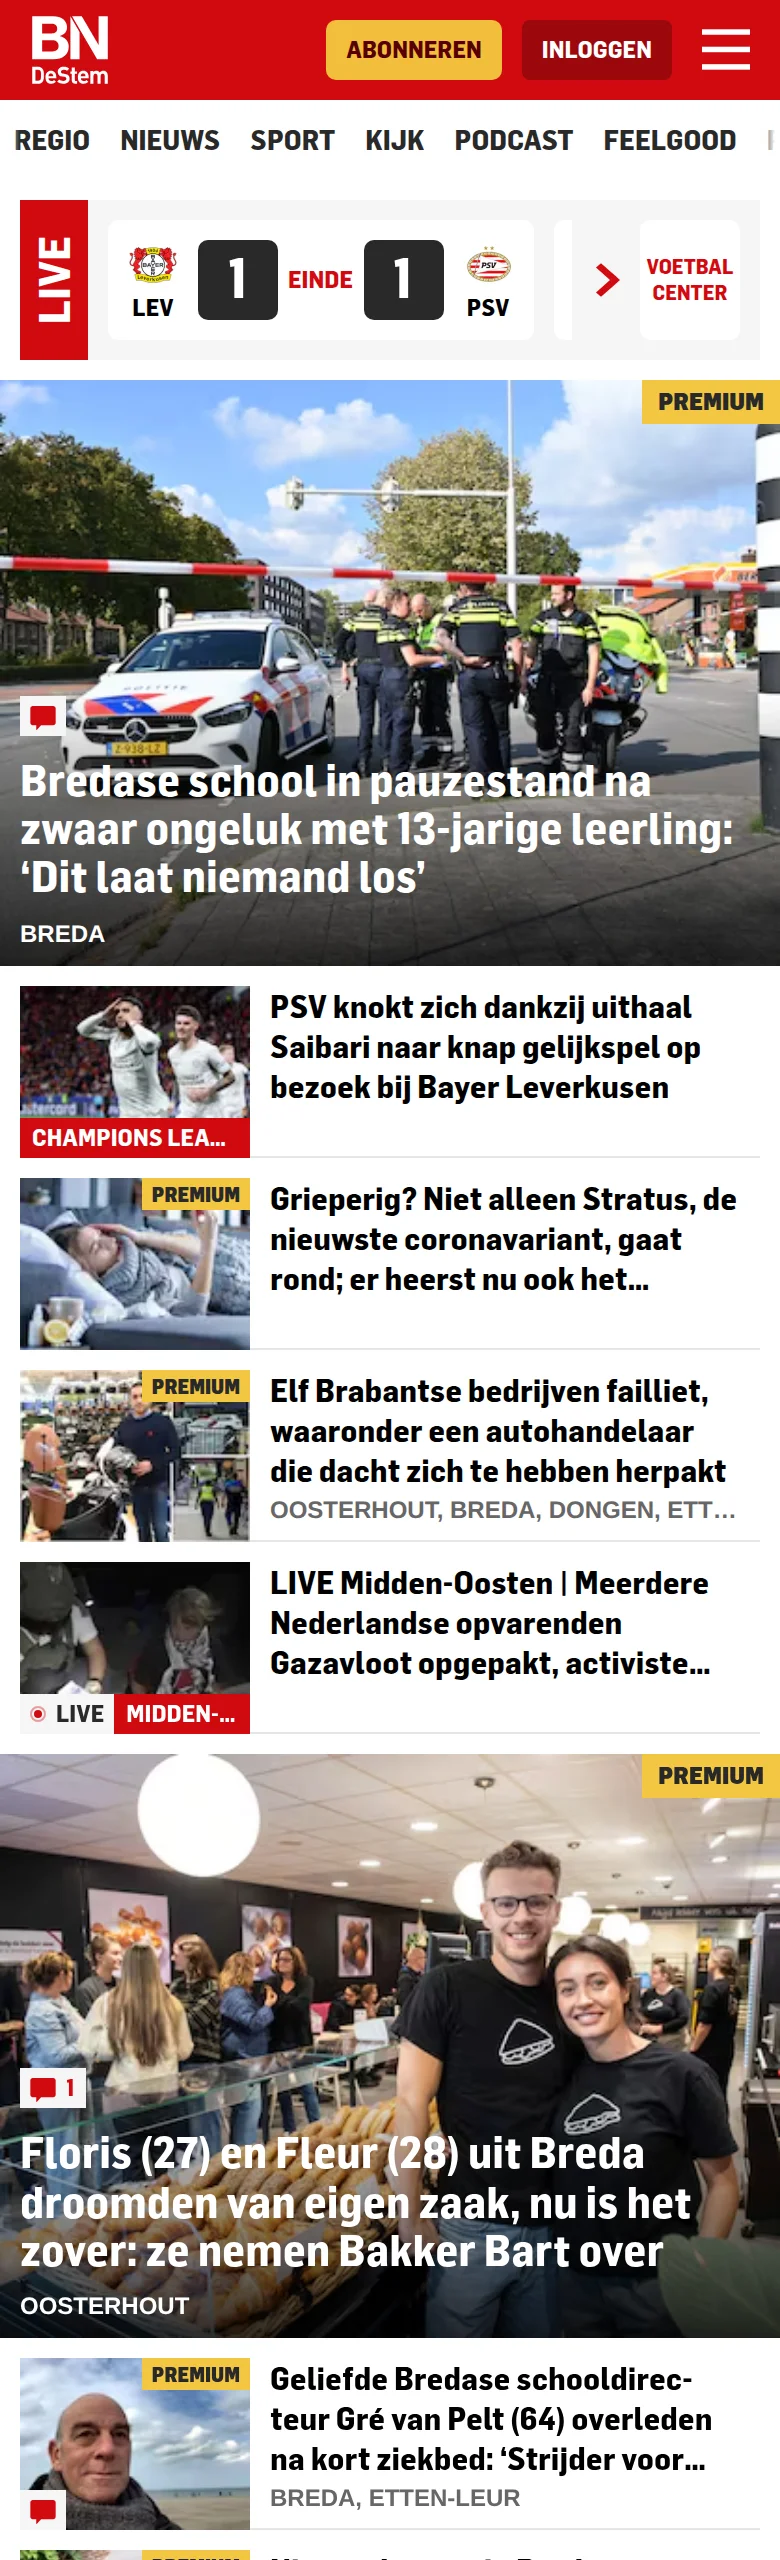 BN
DeStem
ABONNEREN
INLOGGEN
REGIO NIEUWS SPORT KIJK PODCAST FEELGOOD
LIVE
LEV
1
EINDE
1
PSV
PSV
VOETBAL
CENTER
PREMIUM
POLITIE
Z-938-LZ
Bredase school in pauzestand na
zwaar ongeluk met 13-jarige leerling:
‘Dit laat niemand los’
BREDA
PSV knokt zich dankzij uithaal
Saibari naar knap gelijkspel op
bezoek bij Bayer Leverkusen
CHAMPIONS LEA...
PREMIUM
Grieperig? Niet alleen Stratus, de
nieuwste coronavariant, gaat
rond; er heerst nu ook het...
PREMIUM
Elf Brabantse bedrijven failliet,
waaronder een autohandelaar
die dacht zich te hebben herpakt
OOSTERHOUT, BREDA, DONGEN, ETT...
LIVE Midden-Oosten | Meerdere
Nederlandse opvarenden
Gazavloot opgepakt, activiste...
LIVE MIDDEN-...
PREMIUM
1
Floris (27) en Fleur (28) uit Breda
droomden van eigen zaak, nu is het
zover: ze nemen Bakker Bart over
OOSTERHOUT
PREMIUM
Geliefde Bredase schooldirec-
teur Gré van Pelt (64) overleden
na kort ziekbed: ‘Strijder voor...
BREDA, ETTEN-LEUR